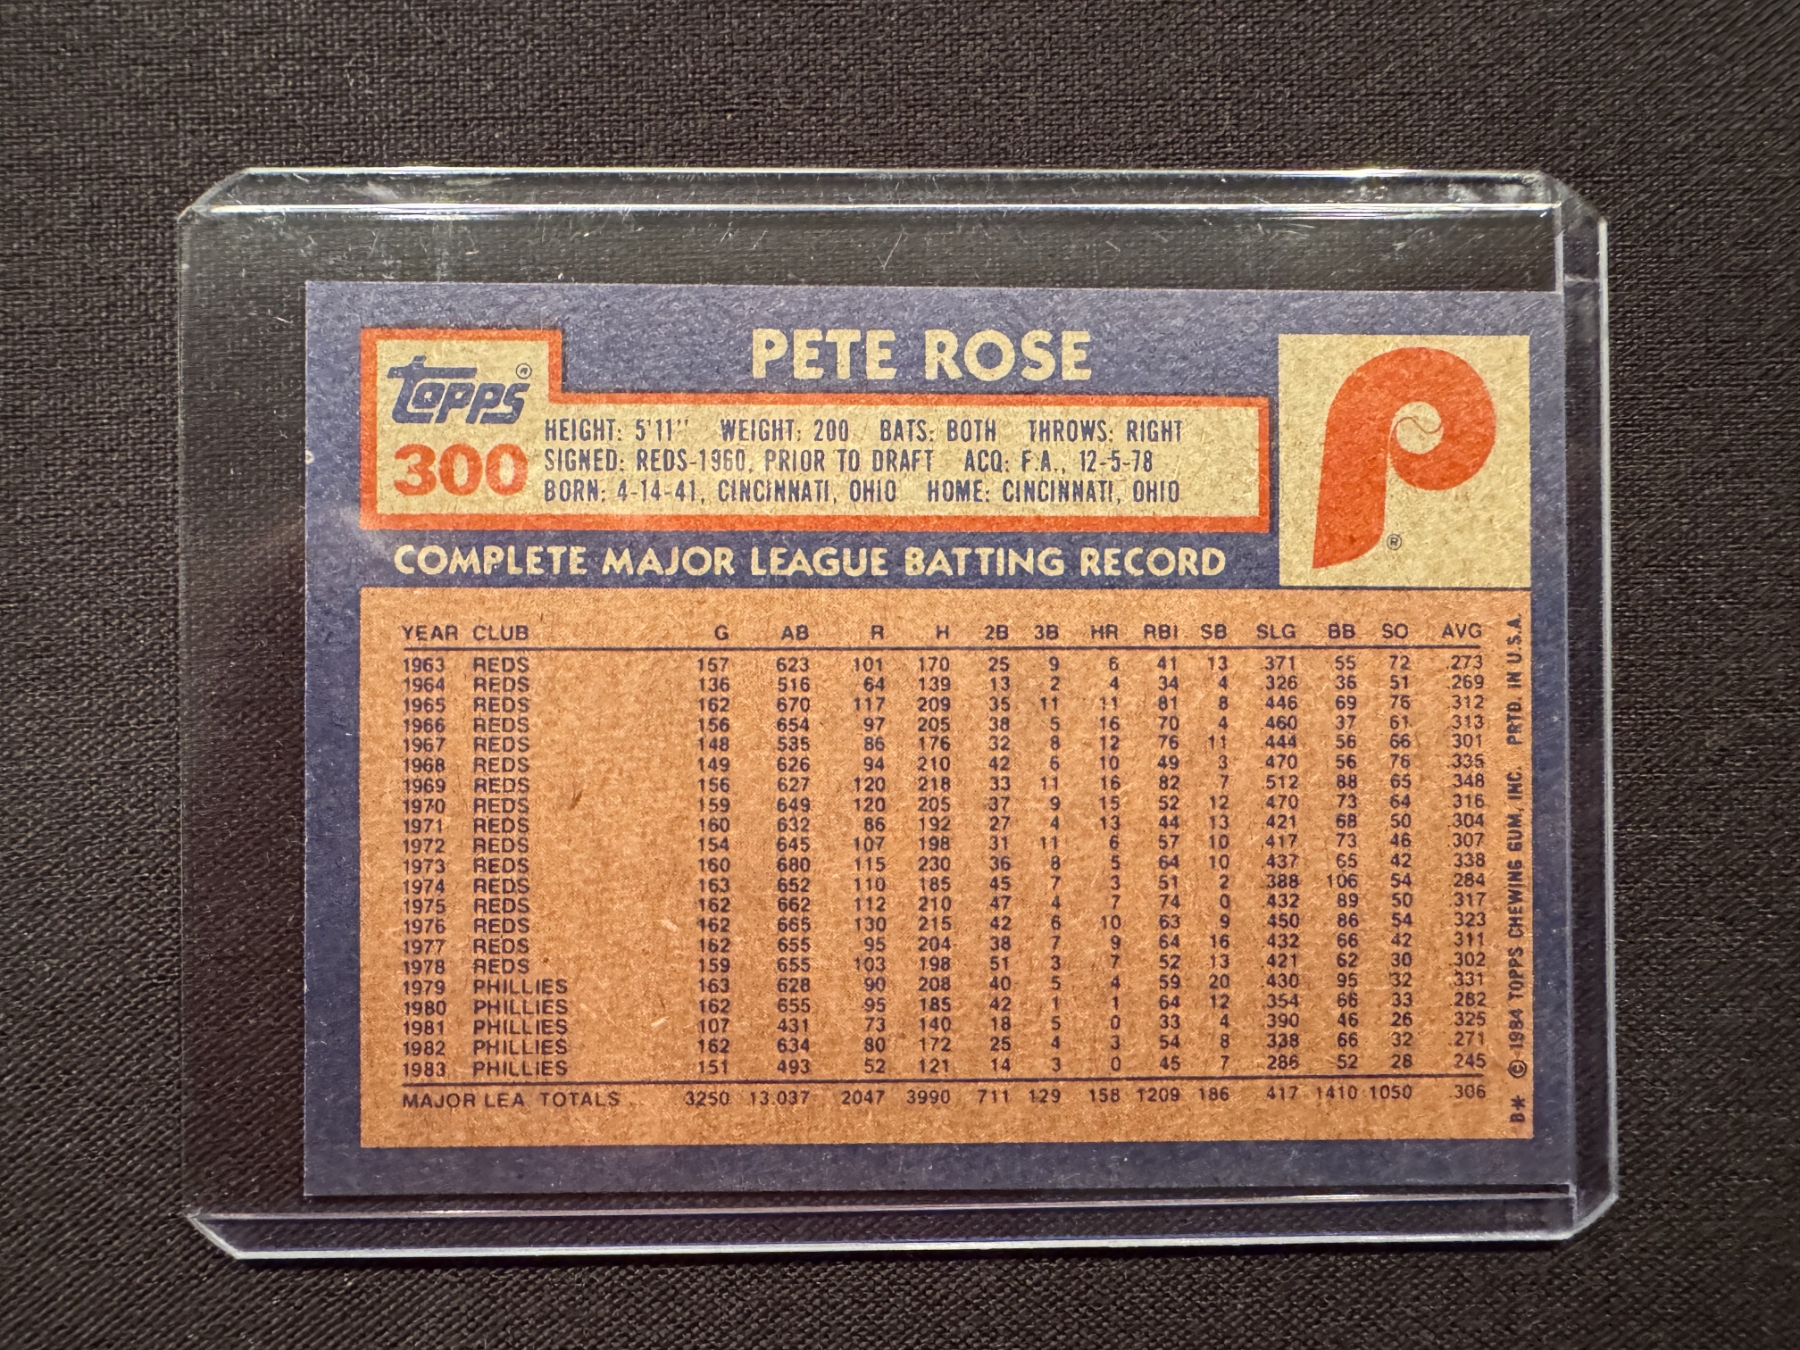 PETE ROSE
Topps®
300
HEIGHT: 5'11" WEIGHT: 200 BATS: BOTH THROWS: RIGHT
SIGNED: REDS-1960, PRIOR TO DRAFT ACQ: F.A., 12-5-78
BORN: 4-14-41, CINCINNATI, OHIO HOME: CINCINNATI, OHIO
P
®
COMPLETE MAJOR LEAGUE BATTING RECORD
YEAR CLUB G AB R H 2B 3B HR RBI SB SLG BB SO AVG
1963 REDS 157 623 101 170 25 9 6 41 13 .371 55 72 .273
1964 REDS 136 516 64 139 13 2 4 34 4 .326 36 51 .269
1965 REDS 162 670 117 209 35 11 11 81 8 .446 69 76 .312
1966 REDS 156 654 97 205 38 5 16 70 4 .460 37 61 .313
1967 REDS 148 585 86 176 32 8 12 76 11 .444 56 66 .301
1968 REDS 149 626 94 210 42 6 10 49 3 .470 56 76 .335
1969 REDS 156 627 120 218 33 11 16 82 7 .512 88 65 .348
1970 REDS 159 649 120 205 37 9 15 52 12 .470 73 64 .316
1971 REDS 160 632 86 192 27 4 13 44 13 .421 68 50 .304
1972 REDS 154 645 107 198 31 11 6 57 10 .417 73 46 .307
1973 REDS 160 680 115 230 36 8 5 64 10 .437 65 42 .338
1974 REDS 163 652 110 185 45 7 3 51 2 .388 106 54 .284
1975 REDS 162 662 112 210 47 4 7 74 0 .432 89 50 .317
1976 REDS 162 665 130 215 42 6 10 63 9 .450 86 54 .323
1977 REDS 162 655 95 204 38 7 9 64 16 .432 66 42 .311
1978 REDS 159 655 103 198 51 3 7 52 13 .421 62 30 .302
1979 PHILLIES 163 628 90 208 40 5 4 59 20 .430 95 32 .331
1980 PHILLIES 162 655 95 185 42 1 1 64 12 .354 66 33 .282
1981 PHILLIES 107 431 73 140 18 5 0 33 4 .390 46 26 .325
1982 PHILLIES 162 634 80 172 25 4 3 54 8 .338 66 32 .271
1983 PHILLIES 151 493 52 121 14 3 0 45 7 .286 52 28 .245
MAJOR LEA TOTALS 3250 13,037 2047 3990 711 129 158 1209 186 .417 1410 1050 .306
B* © 1984 TOPPS CHEWING GUM, INC. PRTD. IN U.S.A.